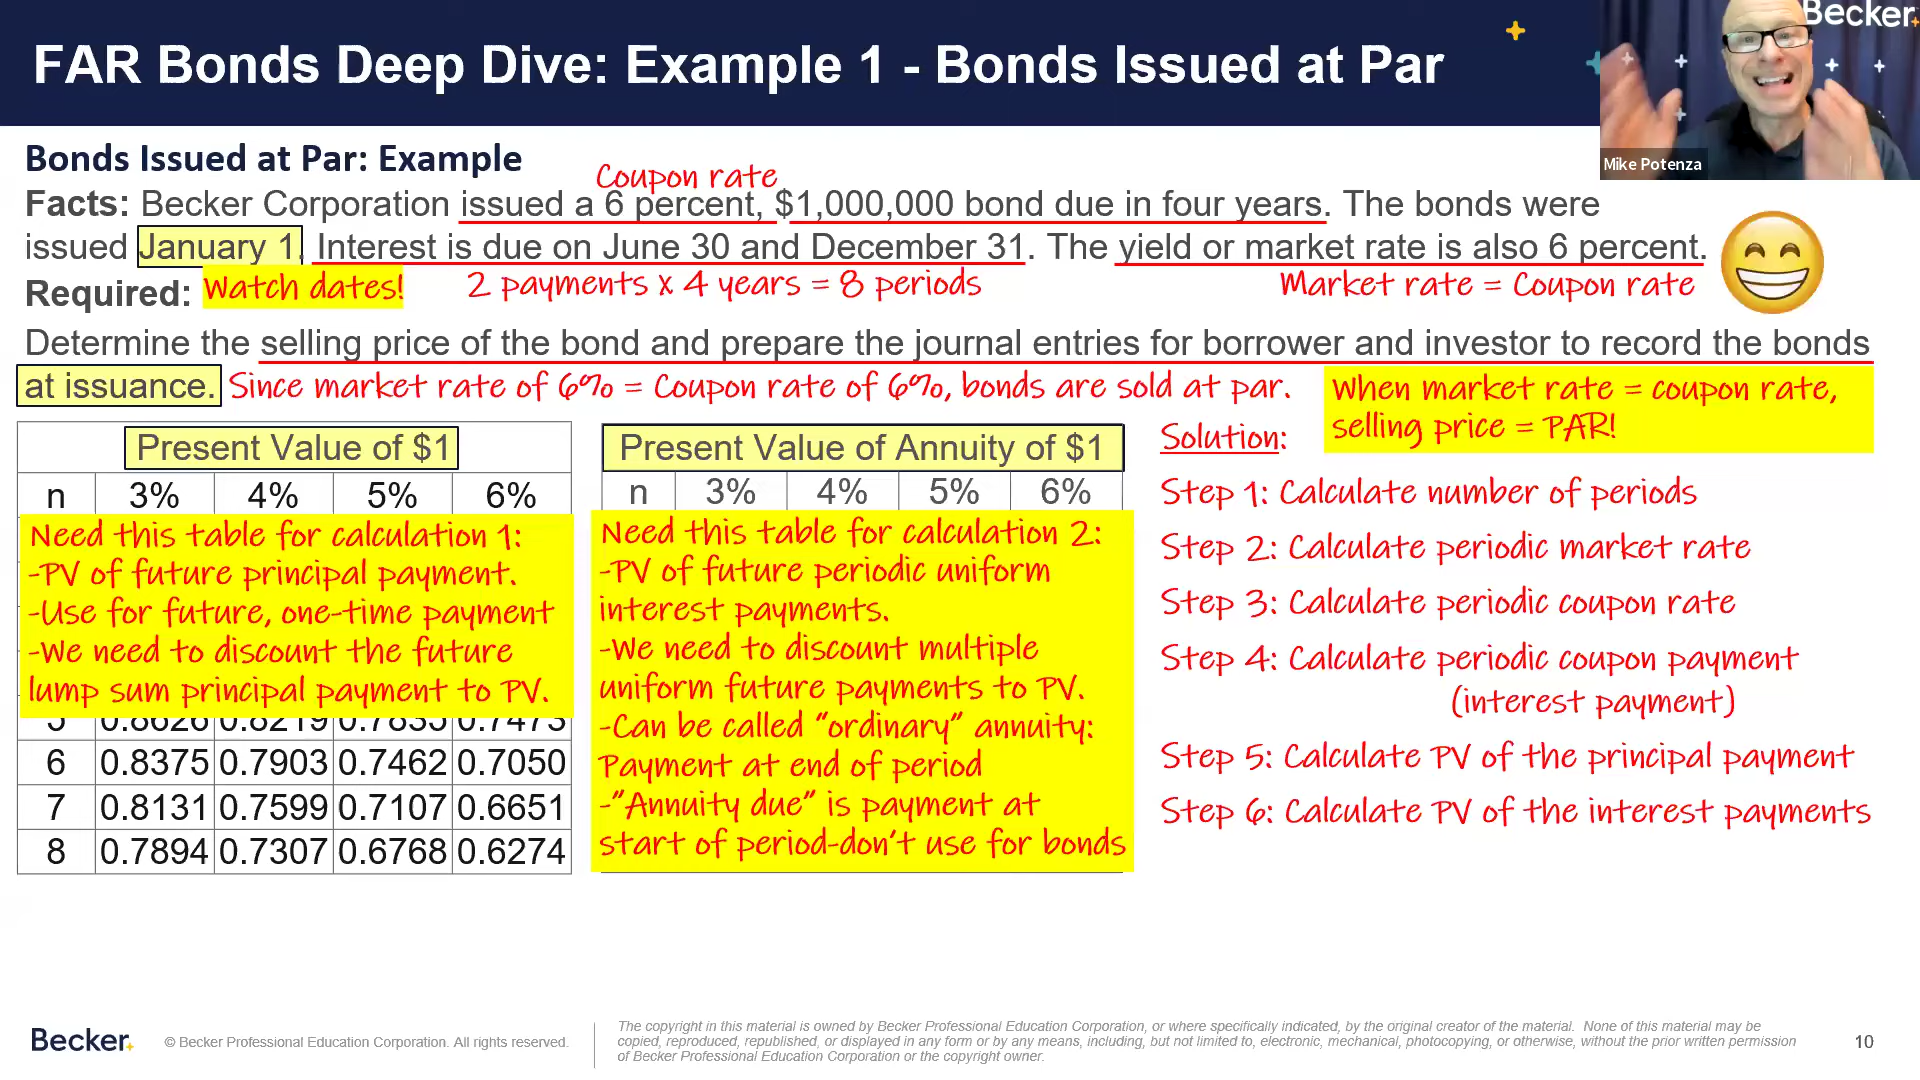 FAR Bonds Deep Dive: Example 1 - Bonds Issued at Par
Becker
Mike Potenza
Bonds Issued at Par: Example
Coupon rate
Facts: Becker Corporation issued a 6 percent, $1,000,000 bond due in four years. The bonds were
issued January 1. Interest is due on June 30 and December 31. The yield or market rate is also 6 percent.
Required: Watch dates! 2 payments x 4 years = 8 periods Market rate = Coupon rate
Determine the selling price of the bond and prepare the journal entries for borrower and investor to record the bonds
at issuance. Since market rate of 6% = Coupon rate of 6%, bonds are sold at par.
When market rate = coupon rate,
selling price = PAR!
Present Value of $1
n 3% 4% 5% 6%
Need this table for calculation 1:
-PV of future principal payment.
-Use for future, one-time payment
-We need to discount the future
lump sum principal payment to PV.
5 0.8626 0.8219 0.7835 0.7473
6 0.8375 0.7903 0.7462 0.7050
7 0.8131 0.7599 0.7107 0.6651
8 0.7894 0.7307 0.6768 0.6274
Present Value of Annuity of $1
n 3% 4% 5% 6%
Need this table for calculation 2:
-PV of future periodic uniform
interest payments.
-We need to discount multiple
uniform future payments to PV.
-Can be called "ordinary" annuity:
Payment at end of period
-"Annuity due" is payment at
start of period-don't use for bonds
Solution:
Step 1: Calculate number of periods
Step 2: Calculate periodic market rate
Step 3: Calculate periodic coupon rate
Step 4: Calculate periodic coupon payment
(interest payment)
Step 5: Calculate PV of the principal payment
Step 6: Calculate PV of the interest payments
Becker.
© Becker Professional Education Corporation. All rights reserved.
The copyright in this material is owned by Becker Professional Education Corporation, or where specifically indicated, by the original creator of the material. None of this material may be
copied, reproduced, republished, or displayed in any form or by any means, including, but not limited to, electronic, mechanical, photocopying, or otherwise, without the prior written permission
of Becker Professional Education Corporation or the copyright owner.
10